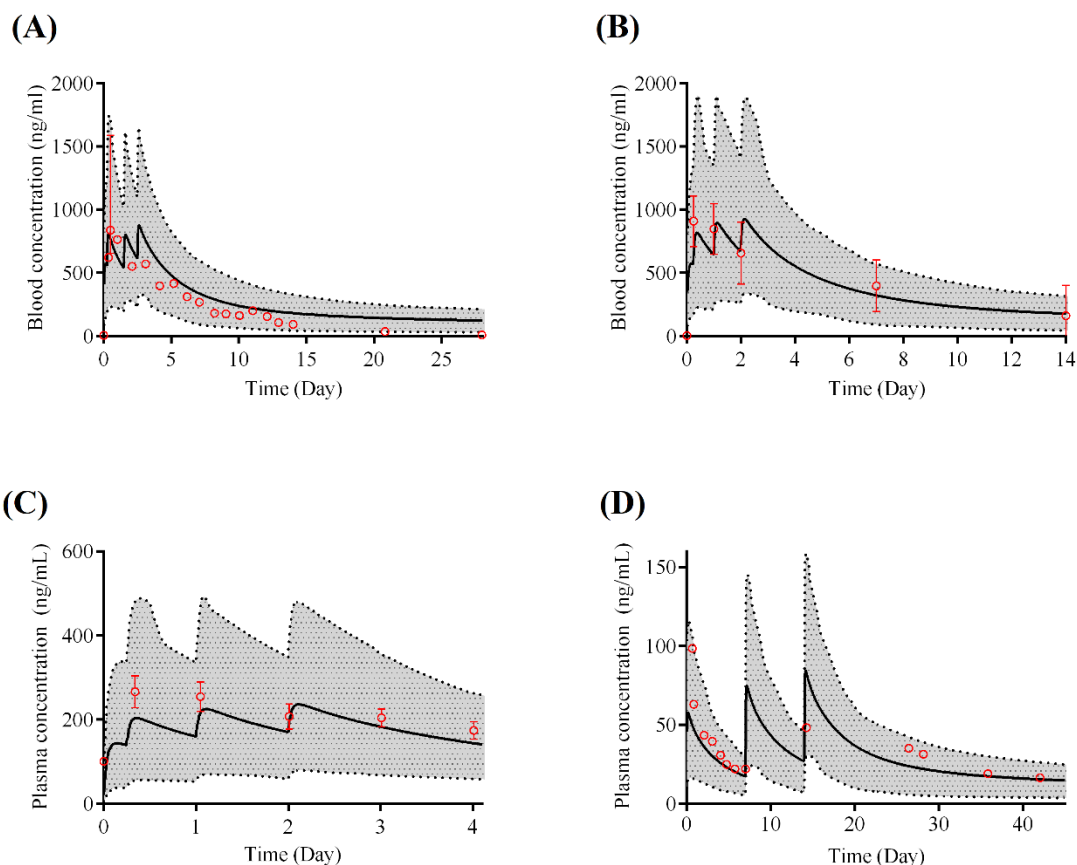 (A)
Blood concentration (ng/ml)
2000
1500
1000
500
0
0 5 10 15 20 25
Time (Day)
(B)
Blood concentration (ng/ml)
2000
1500
1000
500
0
0 2 4 6 8 10 12 14
Time (Day)
(C)
Plasma concentration (ng/mL)
600
400
200
0
0 1 2 3 4
Time (Day)
(D)
Plasma concentration (ng/mL)
150
100
50
0
0 10 20 30 40
Time (Day)